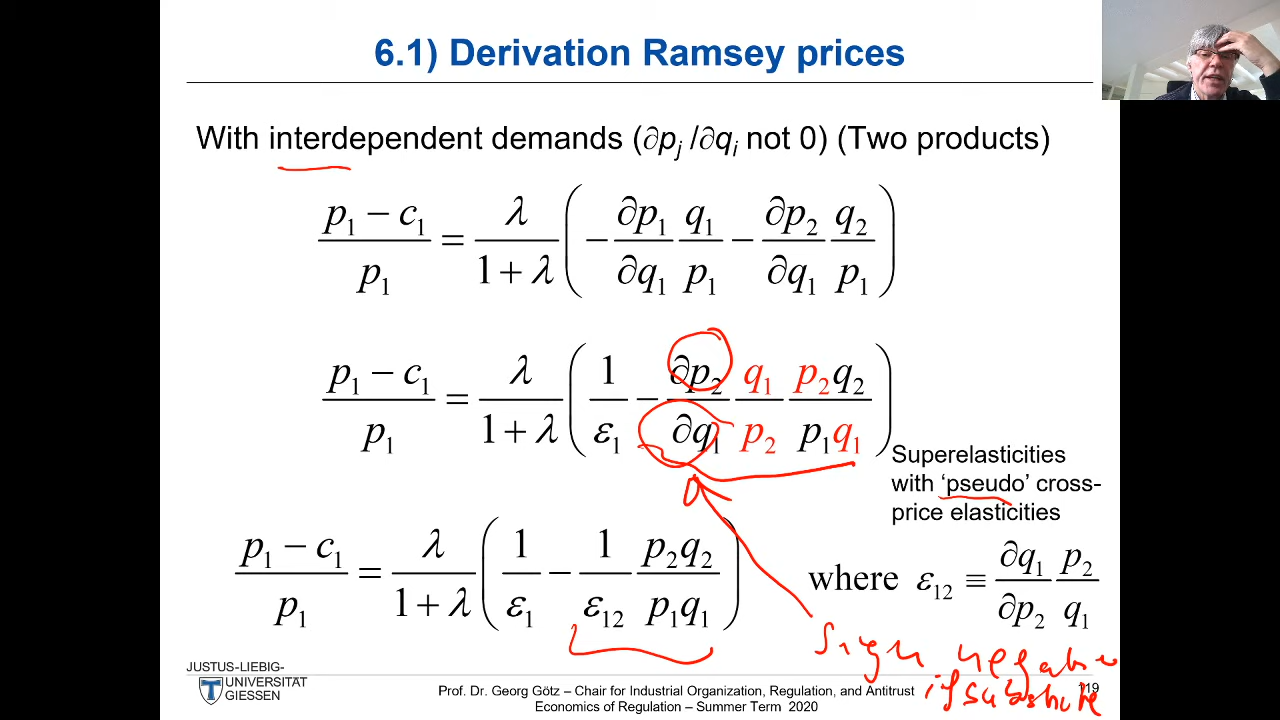 6.1) Derivation Ramsey prices
With interdependent demands (∂pⱼ /∂qᵢ not 0) (Two products)
(p₁ − c₁)/p₁ = λ/(1 + λ) ( − ∂p₁/∂q₁ q₁/p₁ − ∂p₂/∂q₁ q₂/p₁ )
(p₁ − c₁)/p₁ = λ/(1 + λ) ( 1/ε₁ − ∂p₂/∂q₁ q₁/p₂ p₂q₂/p₁q₁ )
Superelasticities
with ‘pseudo’ cross-
price elasticities
(p₁ − c₁)/p₁ = λ/(1 + λ) ( 1/ε₁ − 1/ε₁₂ p₂q₂/p₁q₁ )
where ε₁₂ ≡ ∂q₁/∂p₂ p₂/q₁
Sign negative
if substitute
JUSTUS-LIEBIG-
UNIVERSITAT
GIESSEN
Prof. Dr. Georg Götz – Chair for Industrial Organization, Regulation, and Antitrust
Economics of Regulation – Summer Term 2020
119